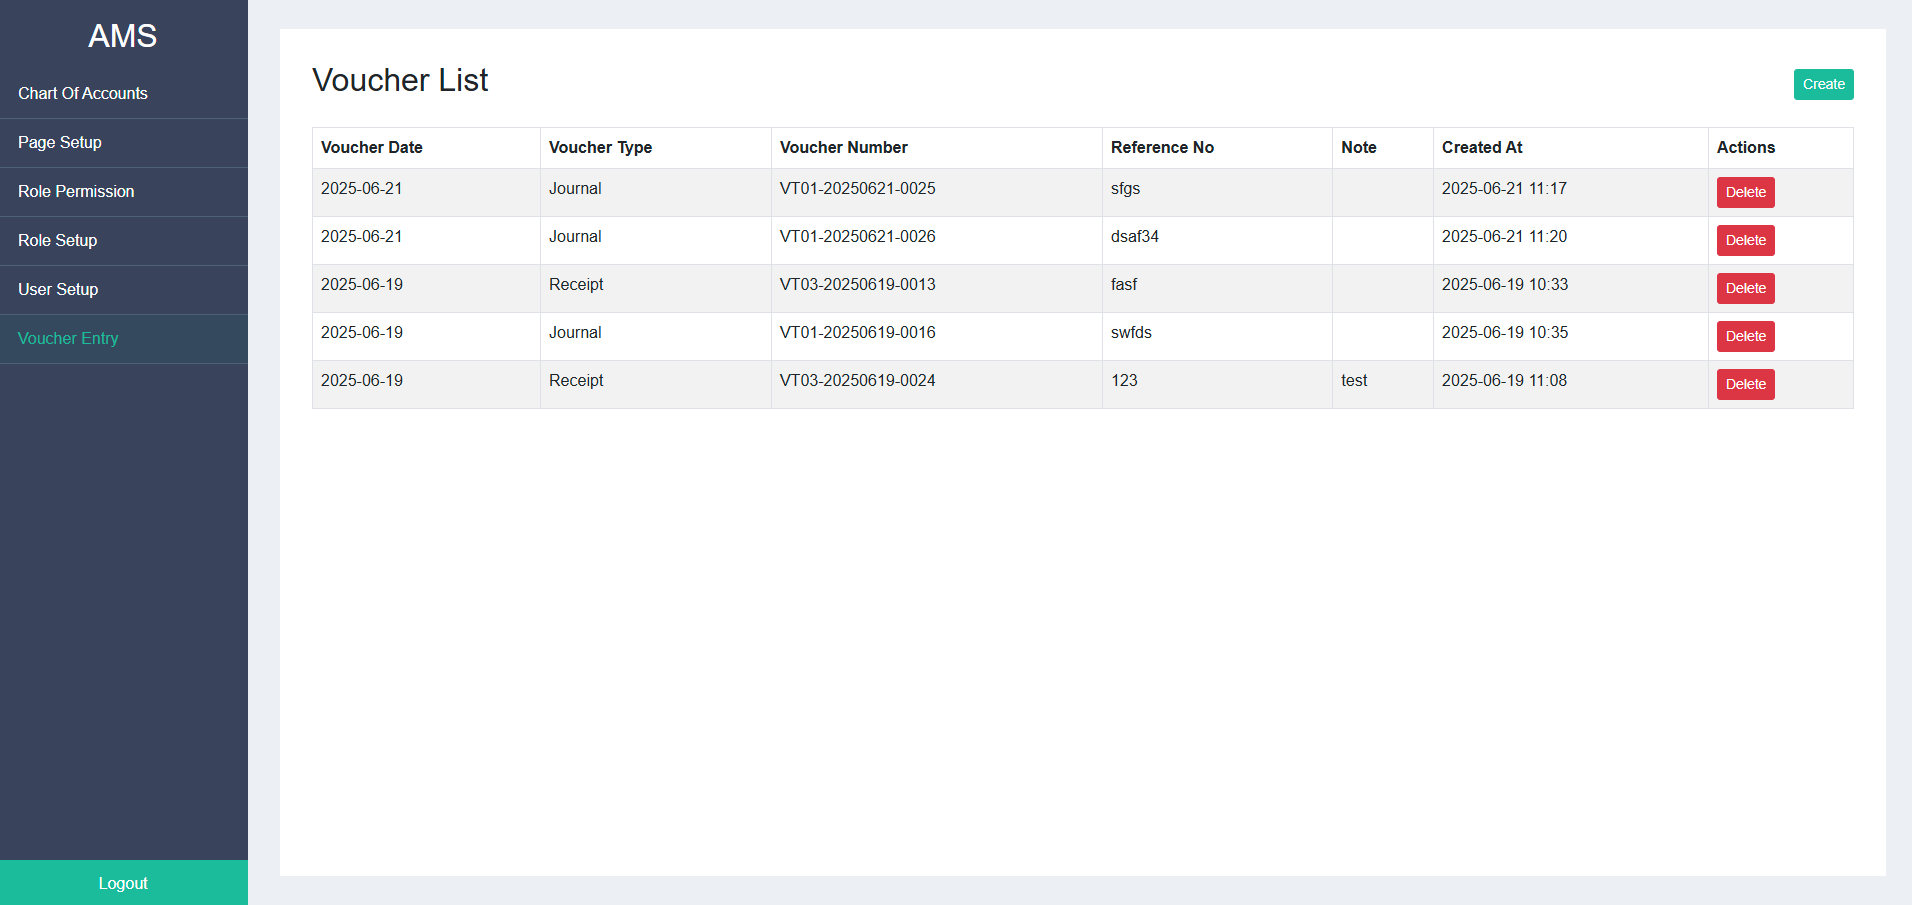 AMS
Chart Of Accounts
Page Setup
Role Permission
Role Setup
User Setup
Voucher Entry
Logout
Voucher List
Create
Voucher Date Voucher Type Voucher Number Reference No Note Created At Actions
2025-06-21 Journal VT01-20250621-0025 sfgs 2025-06-21 11:17 Delete
2025-06-21 Journal VT01-20250621-0026 dsaf34 2025-06-21 11:20 Delete
2025-06-19 Receipt VT03-20250619-0013 fasf 2025-06-19 10:33 Delete
2025-06-19 Journal VT01-20250619-0016 swfds 2025-06-19 10:35 Delete
2025-06-19 Receipt VT03-20250619-0024 123 test 2025-06-19 11:08 Delete